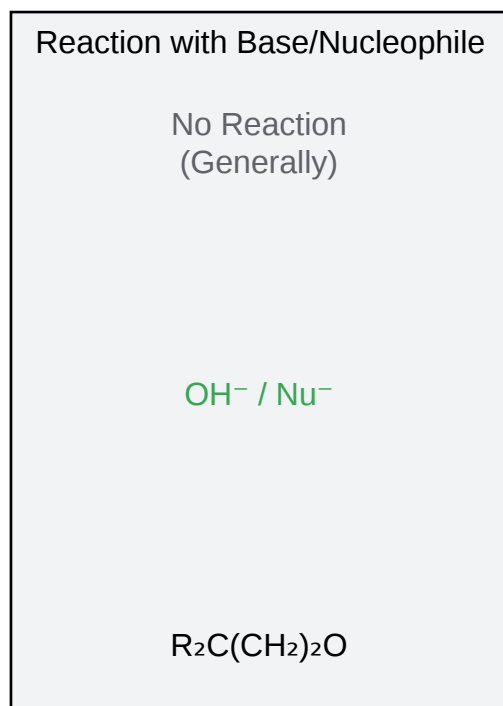 Reaction with Base/Nucleophile
No Reaction
(Generally)
OH⁻ / Nu⁻
R₂C(CH₂)₂O